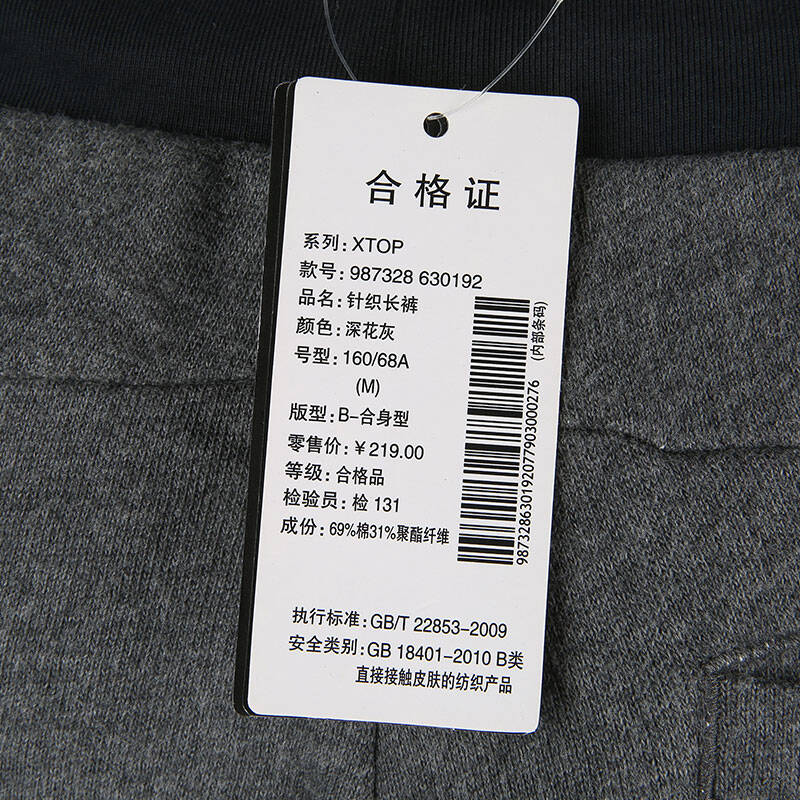 合格证
系列: XTOP
款号: 987328 630192
品名: 针织长裤
颜色: 深花灰
号型: 160/68A
(M)
版型: B-合身型
零售价: ¥219.00
等级: 合格品
检验员: 检 131
成份: 69%棉31%聚酯纤维
987328630192077903000276 (内部条码)
执行标准: GB/T 22853-2009
安全类别: GB 18401-2010 B类
直接接触皮肤的纺织产品